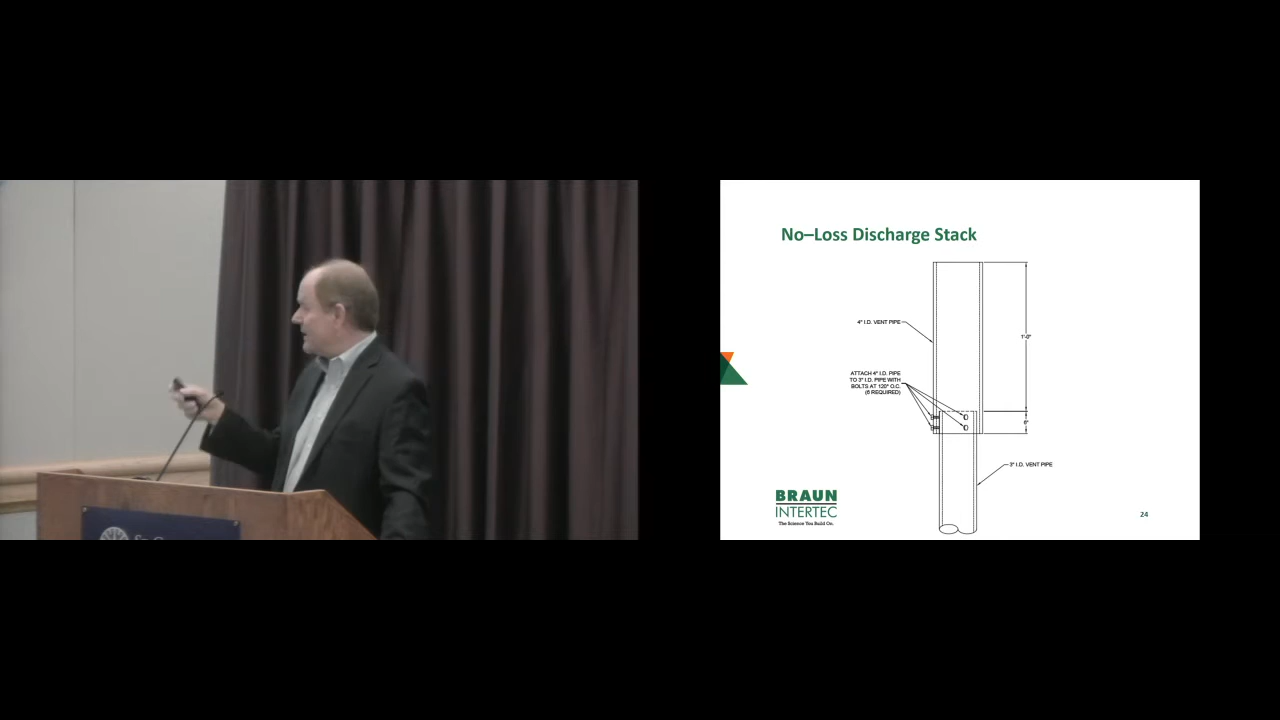 No–Loss Discharge Stack
4" I.D. VENT PIPE
1'-0"
ATTACH 4" I.D. PIPE
TO 3" I.D. PIPE WITH
BOLTS AT 120° O.C.
(6 REQUIRED)
6"
3" I.D. VENT PIPE
BRAUN
INTERTEC
The Science You Build On.
24